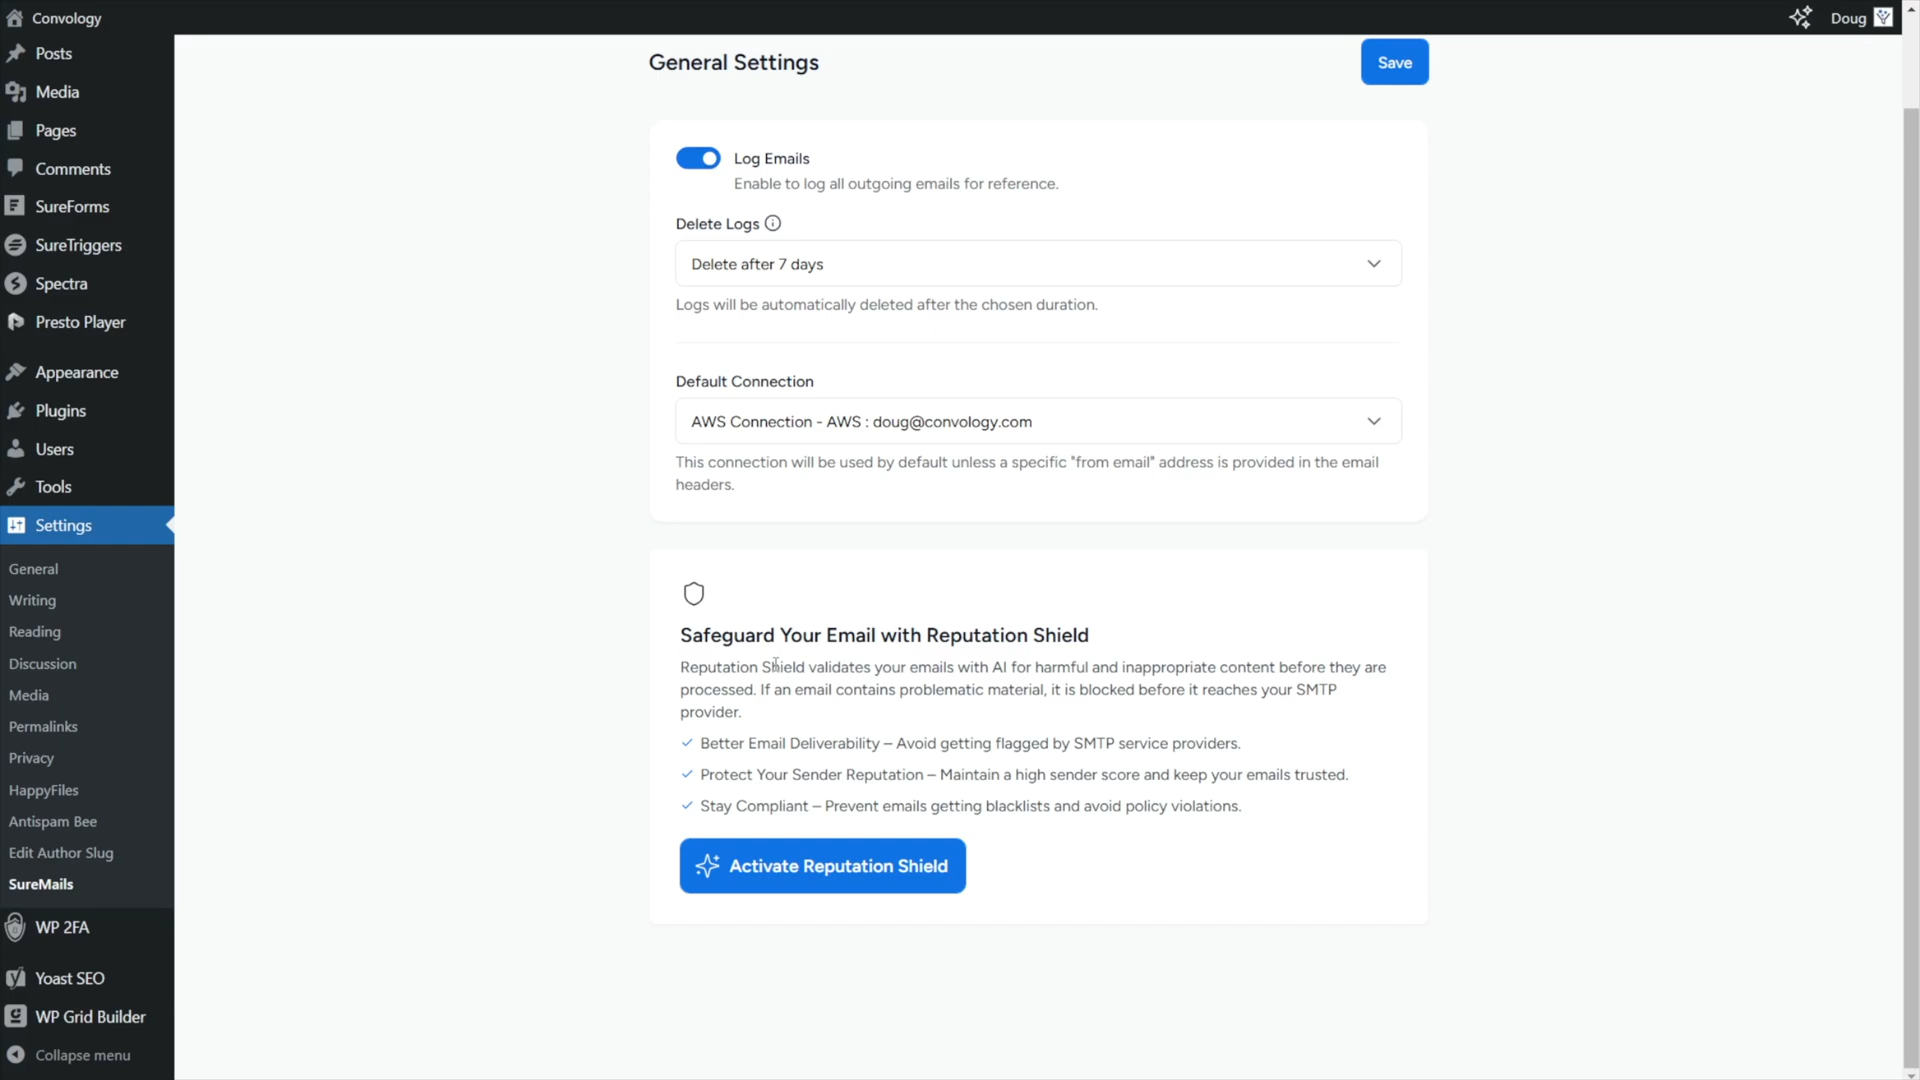 Convology
Doug
Posts
Media
Pages
Comments
SureForms
SureTriggers
Spectra
Presto Player
Appearance
Plugins
Users
Tools
Settings
General
Writing
Reading
Discussion
Media
Permalinks
Privacy
HappyFiles
Antispam Bee
Edit Author Slug
SureMails
WP 2FA
Yoast SEO
WP Grid Builder
Collapse menu
General Settings
Save
Log Emails
Enable to log all outgoing emails for reference.
Delete Logs
Delete after 7 days
Logs will be automatically deleted after the chosen duration.
Default Connection
AWS Connection - AWS : doug@convology.com
This connection will be used by default unless a specific "from email" address is provided in the email
headers.
Safeguard Your Email with Reputation Shield
Reputation Shield validates your emails with AI for harmful and inappropriate content before they are
processed. If an email contains problematic material, it is blocked before it reaches your SMTP
provider.
Better Email Deliverability – Avoid getting flagged by SMTP service providers.
Protect Your Sender Reputation – Maintain a high sender score and keep your emails trusted.
Stay Compliant – Prevent emails getting blacklists and avoid policy violations.
Activate Reputation Shield